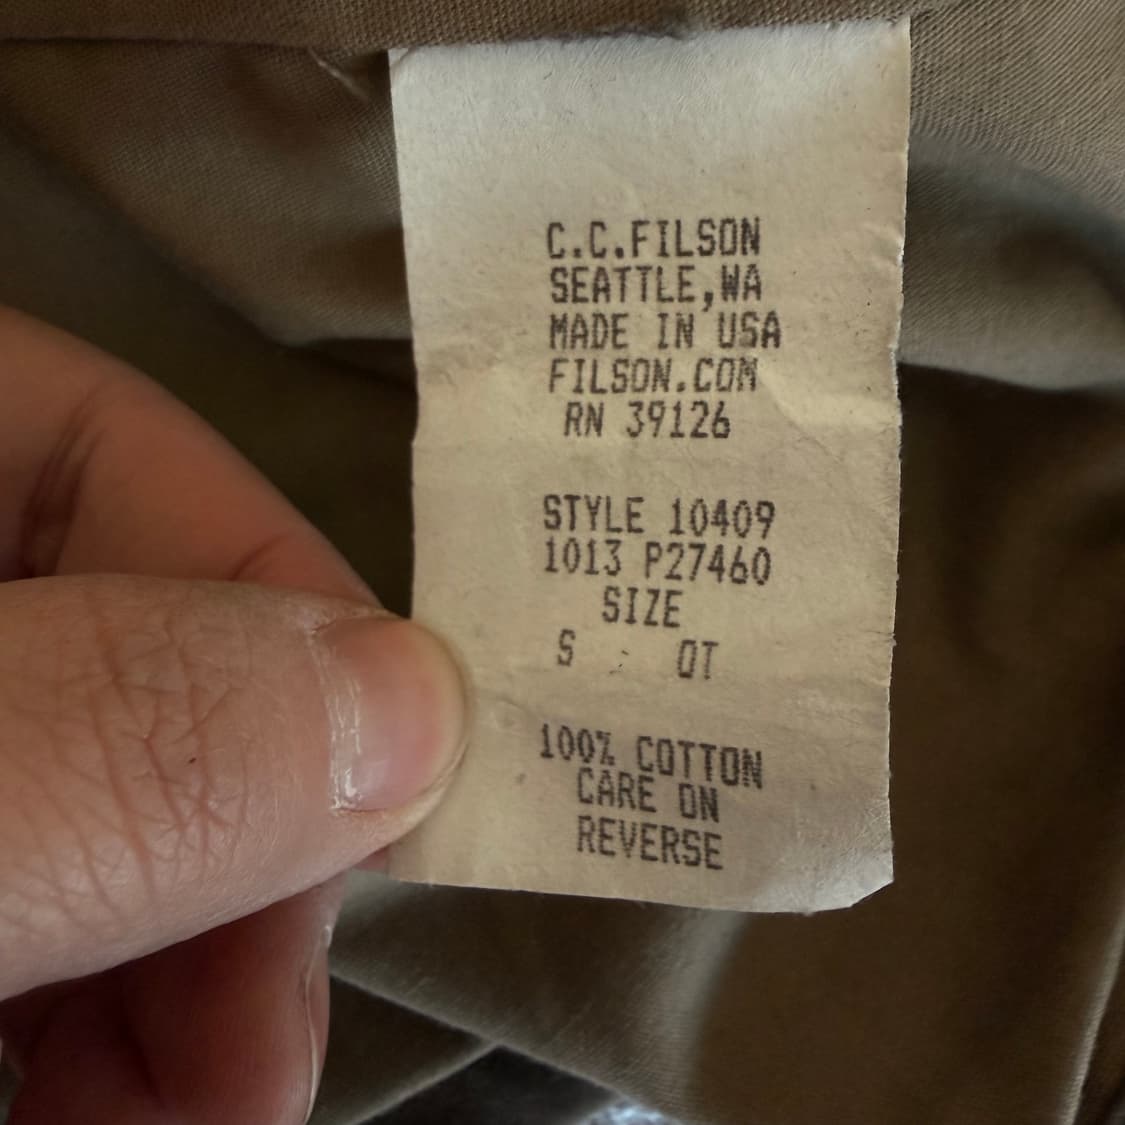 C.C.FILSON
SEATTLE,WA
MADE IN USA
FILSON.COM
RN 39126
STYLE 10409
1013 P27460
SIZE
S OT
100% COTTON
CARE ON
REVERSE